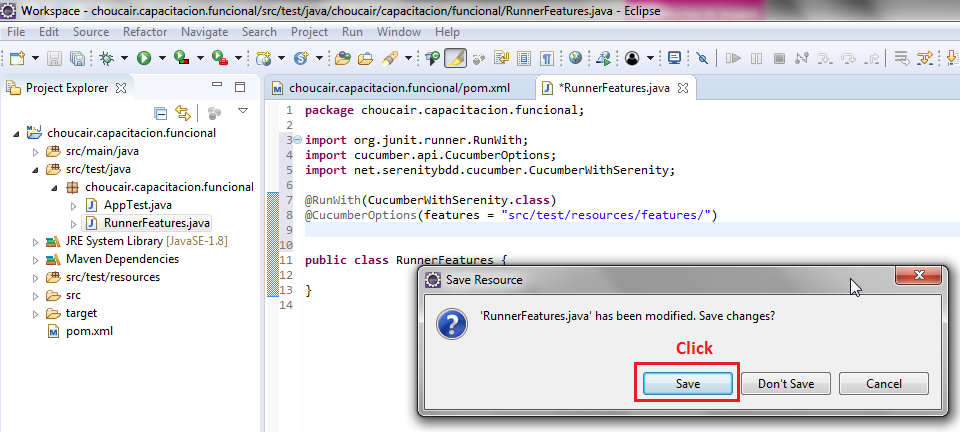 Workspace - choucair.capacitacion.funcional/src/test/java/choucair/capacitacion/funcional/RunnerFeatures.java - Eclipse
File Edit Source Refactor Navigate Search Project Run Window Help
Project Explorer
choucair.capacitacion.funcional/pom.xml
*RunnerFeatures.java
choucair.capacitacion.funcional
src/main/java
src/test/java
choucair.capacitacion.funcional
AppTest.java
RunnerFeatures.java
JRE System Library [JavaSE-1.8]
Maven Dependencies
src/test/resources
src
target
pom.xml
1 package choucair.capacitacion.funcional;
2
3 import org.junit.runner.RunWith;
4 import cucumber.api.CucumberOptions;
5 import net.serenitybdd.cucumber.CucumberWithSerenity;
6
7 @RunWith(CucumberWithSerenity.class)
8 @CucumberOptions(features = "src/test/resources/features/")
9
10
11 public class RunnerFeatures {
12
13 }
14
Save Resource
'RunnerFeatures.java' has been modified. Save changes?
Click
Save
Don't Save
Cancel